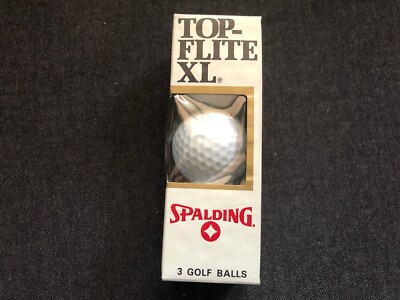 TOP-
FLITE
XL®
SPALDING®
3 GOLF BALLS